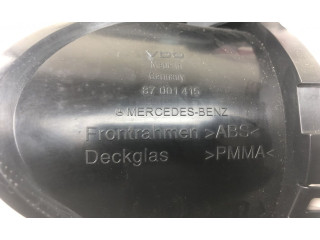 VDO
Germany
87 001 415
MERCEDES-BENZ
Frontrahmen >ABS<
Deckglas >PMMA<